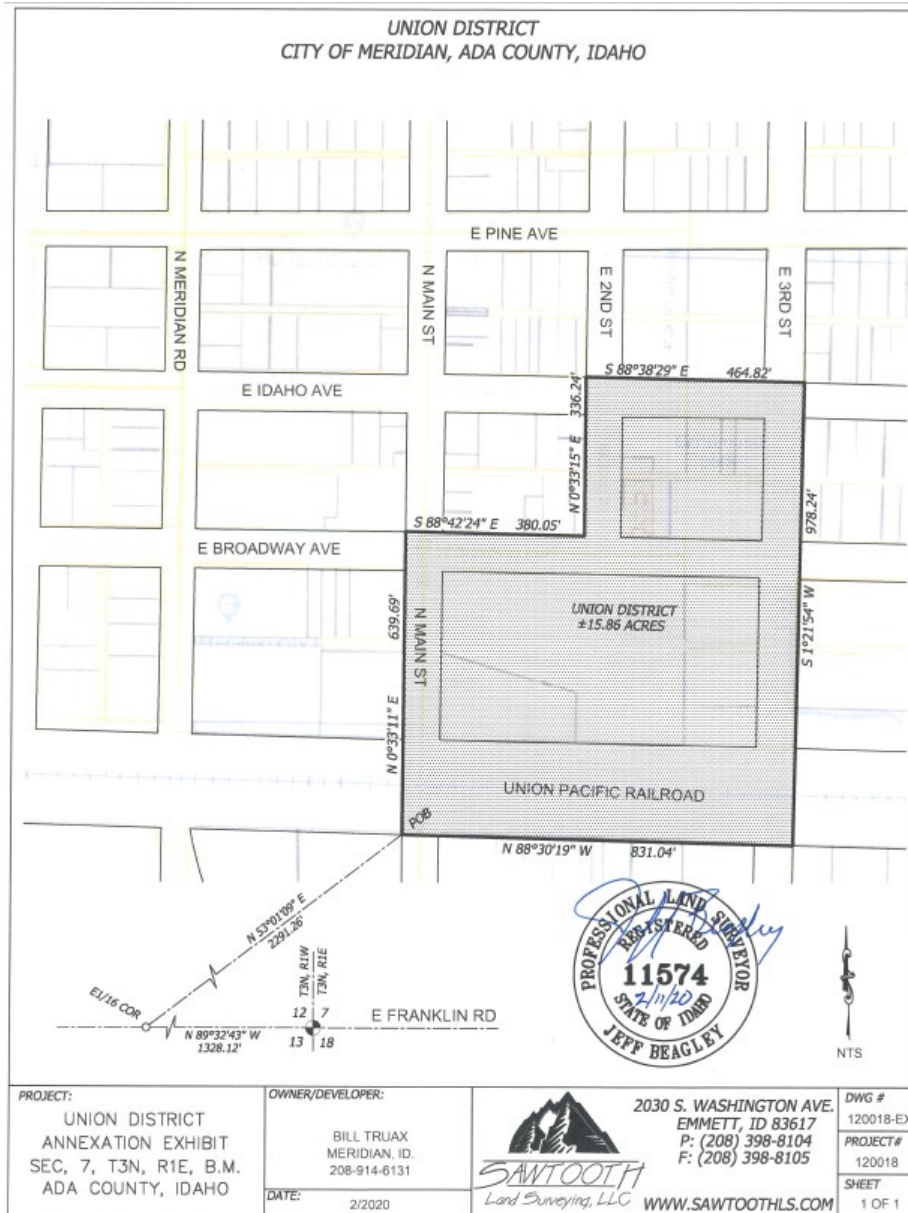 UNION DISTRICT
CITY OF MERIDIAN, ADA COUNTY, IDAHO
E PINE AVE
N MERIDIAN RD
N MAIN ST
E 2ND ST
E 3RD ST
S 88°38'29" E 464.82'
E IDAHO AVE
N 0°33'15" E 336.24'
S 88°42'24" E 380.05'
E BROADWAY AVE
978.24'
S 1°21'54" W
UNION DISTRICT
±15.86 ACRES
639.69'
N 0°33'11" E
N MAIN ST
UNION PACIFIC RAILROAD
POB
N 88°30'19" W 831.04'
N 53°01'09" E
2291.26'
E1/16 COR
T3N, R1W
T3N, R1E
12 7
13 18
E FRANKLIN RD
N 89°32'43" W
1328.12'
PROFESSIONAL LAND SURVEYOR
REGISTERED
11574
2/11/20
STATE OF IDAHO
JEFF BEAGLEY
NTS
PROJECT:
UNION DISTRICT
ANNEXATION EXHIBIT
SEC, 7, T3N, R1E, B.M.
ADA COUNTY, IDAHO
OWNER/DEVELOPER:
BILL TRUAX
MERIDIAN, ID.
208-914-6131
DATE:
2/2020
SAWTOOTH
Land Surveying, LLC
2030 S. WASHINGTON AVE.
EMMETT, ID 83617
P: (208) 398-8104
F: (208) 398-8105
WWW.SAWTOOTHLS.COM
DWG #
120018-EX
PROJECT#
120018
SHEET
1 OF 1